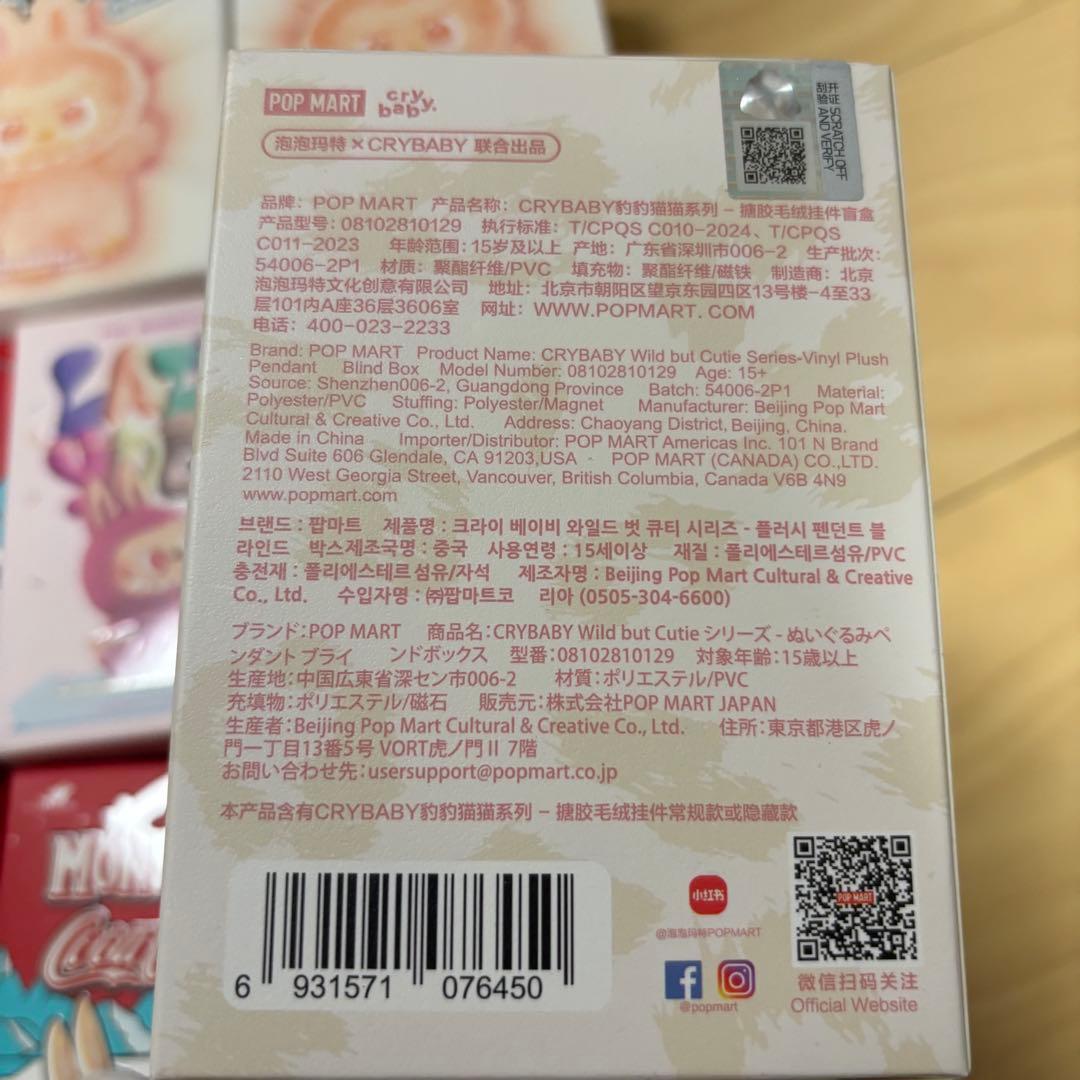 POP MART cry baby.
泡泡玛特×CRYBABY 联合出品
开证 SCRATCH OFF
刮验 AND VERIFY
品牌: POP MART 产品名称: CRYBABY豹豹猫猫系列 – 搪胶毛绒挂件盲盒
产品型号: 08102810129 执行标准: T/CPQS C010-2024、T/CPQS
C011-2023 年龄范围: 15岁及以上 产地: 广东省深圳市006-2 生产批次:
54006-2P1 材质: 聚酯纤维/PVC 填充物: 聚酯纤维/磁铁 制造商: 北京
泡泡玛特文化创意有限公司 地址: 北京市朝阳区望京东园四区13号楼-4至33
层101内A座36层3606室 网址: WWW.POPMART. COM
电话: 400-023-2233
Brand: POP MART Product Name: CRYBABY Wild but Cutie Series-Vinyl Plush
Pendant Blind Box Model Number: 08102810129 Age: 15+
Source: Shenzhen006-2, Guangdong Province Batch: 54006-2P1 Material:
Polyester/PVC Stuffing: Polyester/Magnet Manufacturer: Beijing Pop Mart
Cultural & Creative Co., Ltd. Address: Chaoyang District, Beijing, China.
Made in China Importer/Distributor: POP MART Americas Inc. 101 N Brand
Blvd Suite 606 Glendale, CA 91203,USA - POP MART (CANADA) CO.,LTD.
2110 West Georgia Street, Vancouver, British Columbia, Canada V6B 4N9
www.popmart.com
브랜드 : 팝마트 제품명 : 크라이 베이비 와일드 벗 큐티 시리즈 - 플러시 펜던트 블
라인드 박스제조국명 : 중국 사용연령 : 15세이상 재질 : 폴리에스테르섬유/PVC
충전재 : 폴리에스테르 섬유/자석 제조자명 : Beijing Pop Mart Cultural & Creative
Co., Ltd. 수입자명 : ㈜팝마트코 리아 (0505-304-6600)
ブランド:POP MART 商品名:CRYBABY Wild but Cutie シリーズ - ぬいぐるみペ
ンダント ブライ ンドボックス 型番:08102810129 対象年齢:15歳以上
生産地:中国広東省深セン市006-2 材質:ポリエステル/PVC
充填物:ポリエステル/磁石 販売元:株式会社POP MART JAPAN
生産者:Beijing Pop Mart Cultural & Creative Co., Ltd. 住所:東京都港区虎ノ
門一丁目13番5号 VORT虎ノ門Ⅱ 7階
お問い合わせ先:usersupport@popmart.co.jp
本产品含有CRYBABY豹豹猫猫系列 – 搪胶毛绒挂件常规款或隐藏款
6 931571 076450
小红书
@泡泡玛特POPMART
@popmart
POP MART
微信扫码关注
Official Website